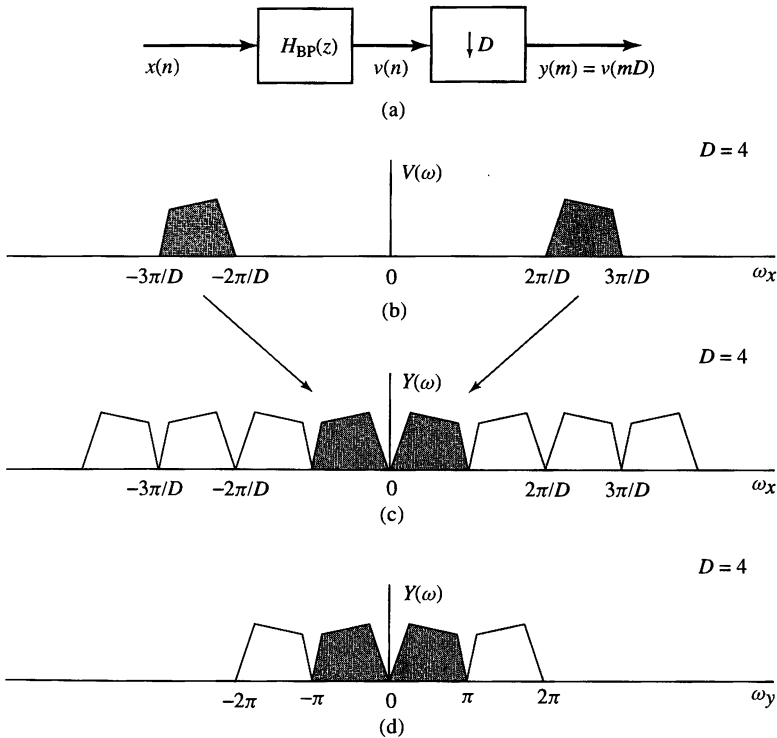 H_BP(z)
↓ D
x(n)
v(n)
y(m) = v(mD)
(a)
D = 4
V(ω)
−3π/D −2π/D 0 2π/D 3π/D ω_x
(b)
D = 4
Y(ω)
−3π/D −2π/D 0 2π/D 3π/D ω_x
(c)
D = 4
Y(ω)
−2π −π 0 π 2π ω_y
(d)